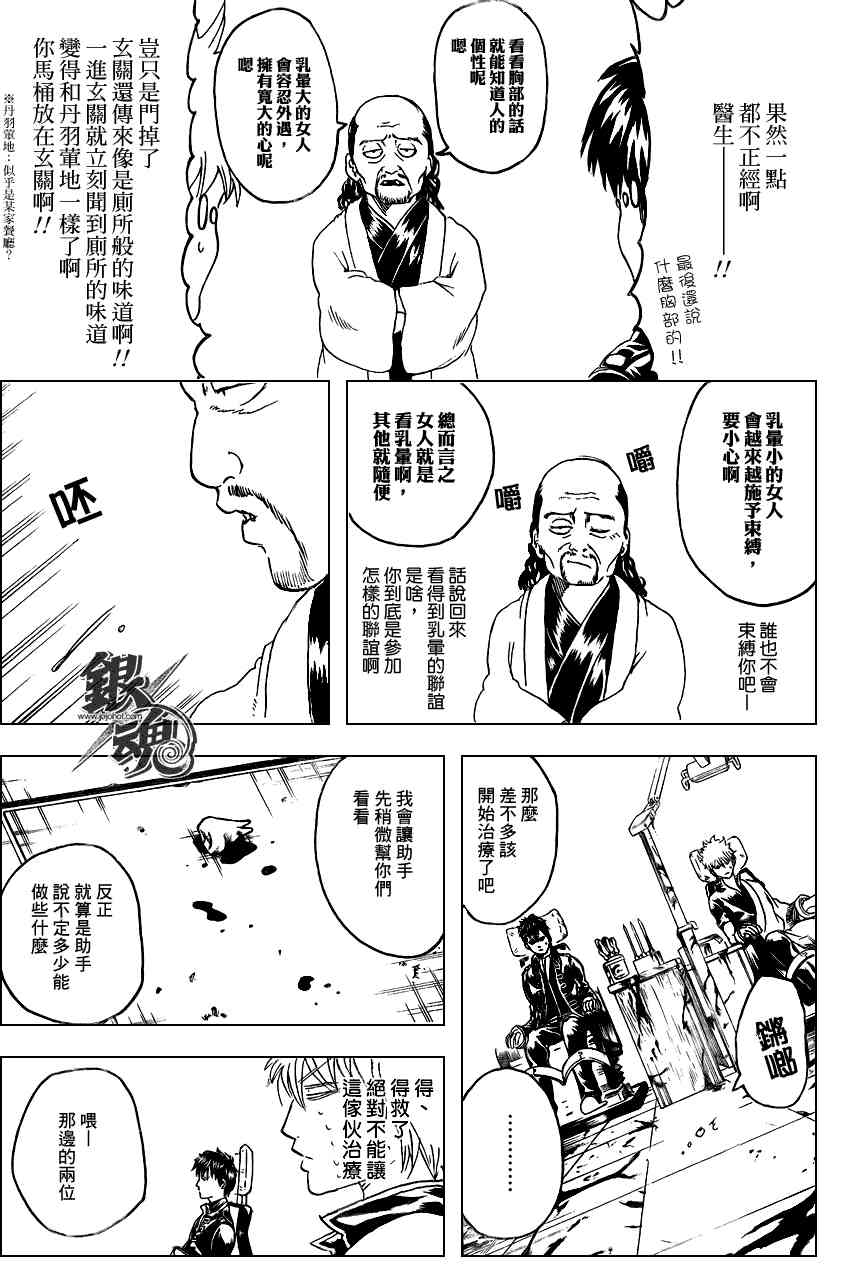 果然一點
都不正經啊
醫生——!!
最後還說
什麼胸部的!!
看看胸部的話
就能知道人的
個性呢
嗯
乳暈大的女人
會容忍外遇，
擁有寬大的心呢
嗯
豈只是門掉了
玄關還傳來像是廁所般的味道啊!!
一進玄關就立刻聞到廁所的味道
變得和丹羽葷地一樣了啊
你馬桶放在玄關啊!!
※丹羽葷地：似乎是某家餐廳？
乳暈小的女人
會越來越施予束縛，
要小心啊
誰也不會
束縛你吧—
嚼
嚼
總而言之
女人就是
看乳暈啊，
其他就隨便
話說回來
看得到乳暈的聯誼
是啥，
你到底是參加
怎樣的聯誼啊
呸
銀魂
www.jojohot.com
那麼
差不多該
開始治療了吧
鏘啷
………
………
我會讓助手
先稍微幫你們
看看
反正
就算是助手
說不定多少能
做些什麼
得、
得救了
絕對不能讓
這傢伙治療
喂—
那邊的兩位